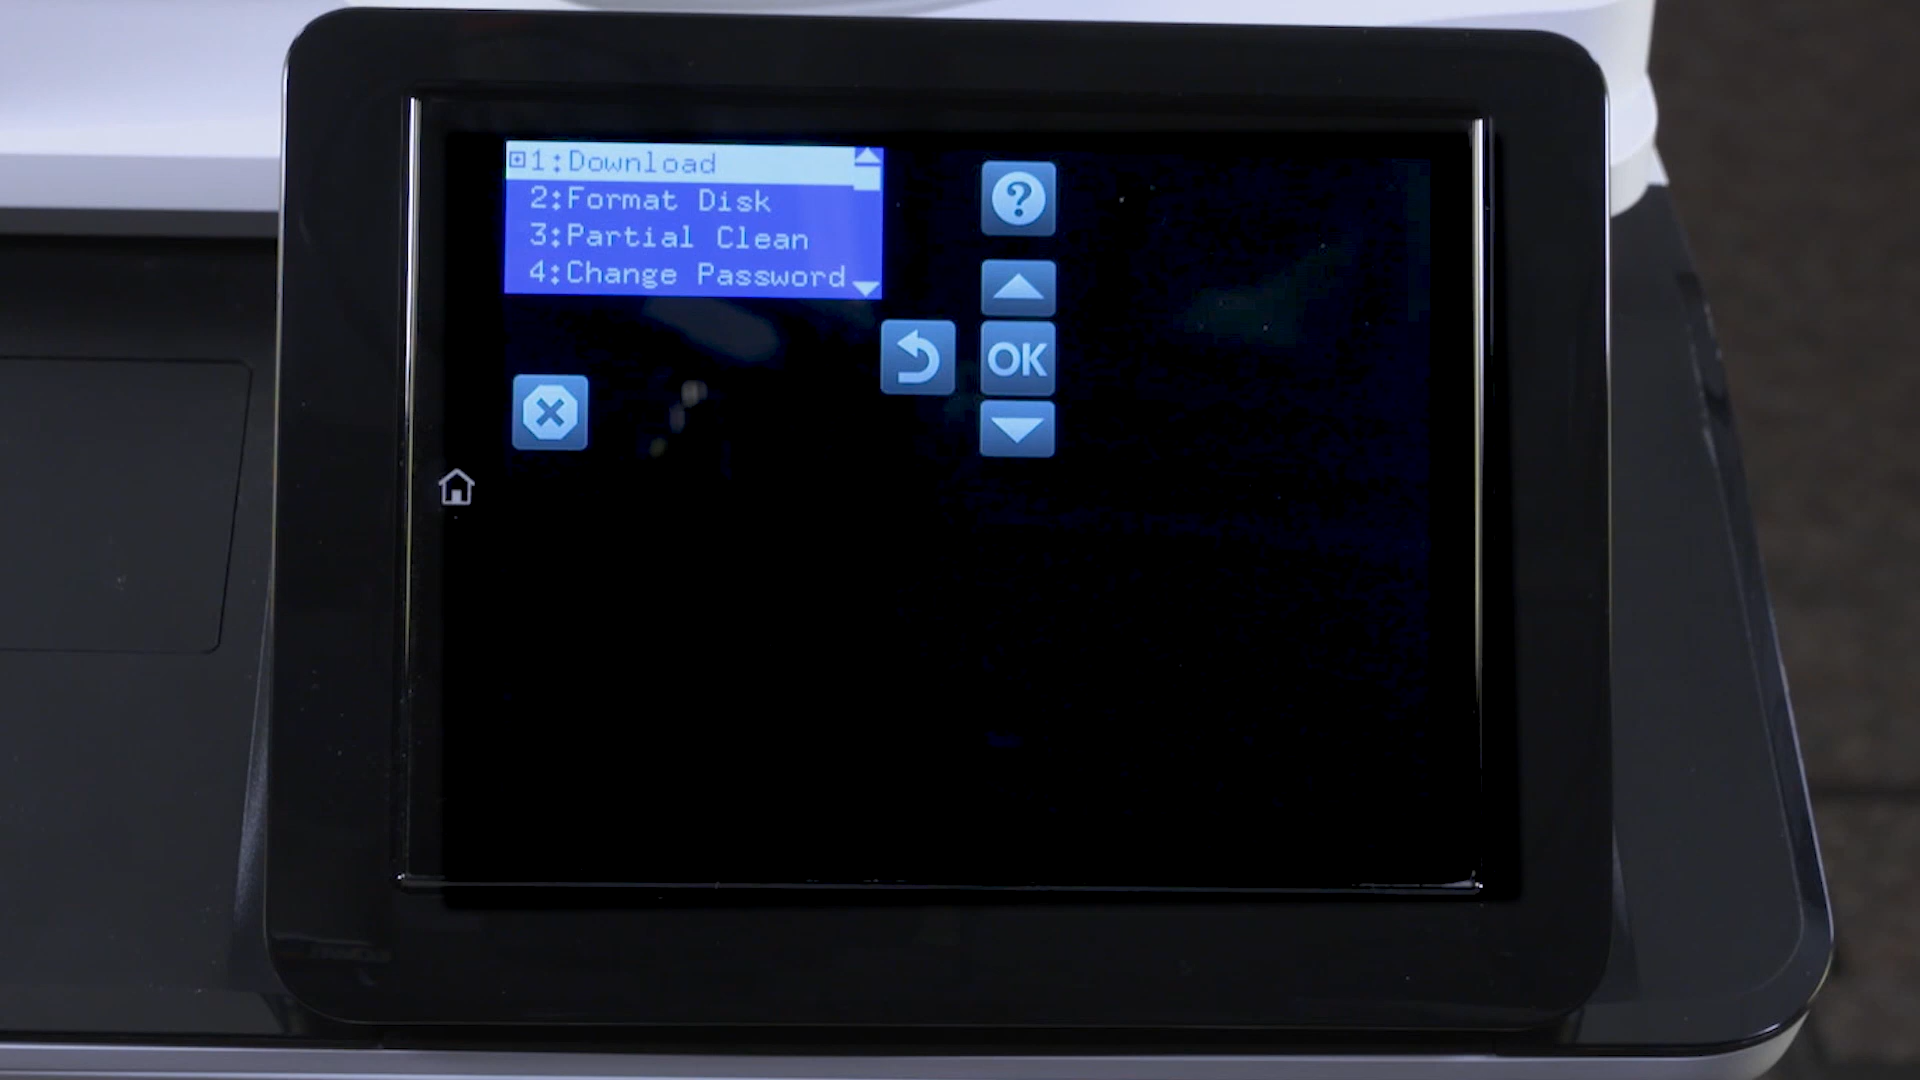 1:Download
2:Format Disk
3:Partial Clean
4:Change Password
?
OK